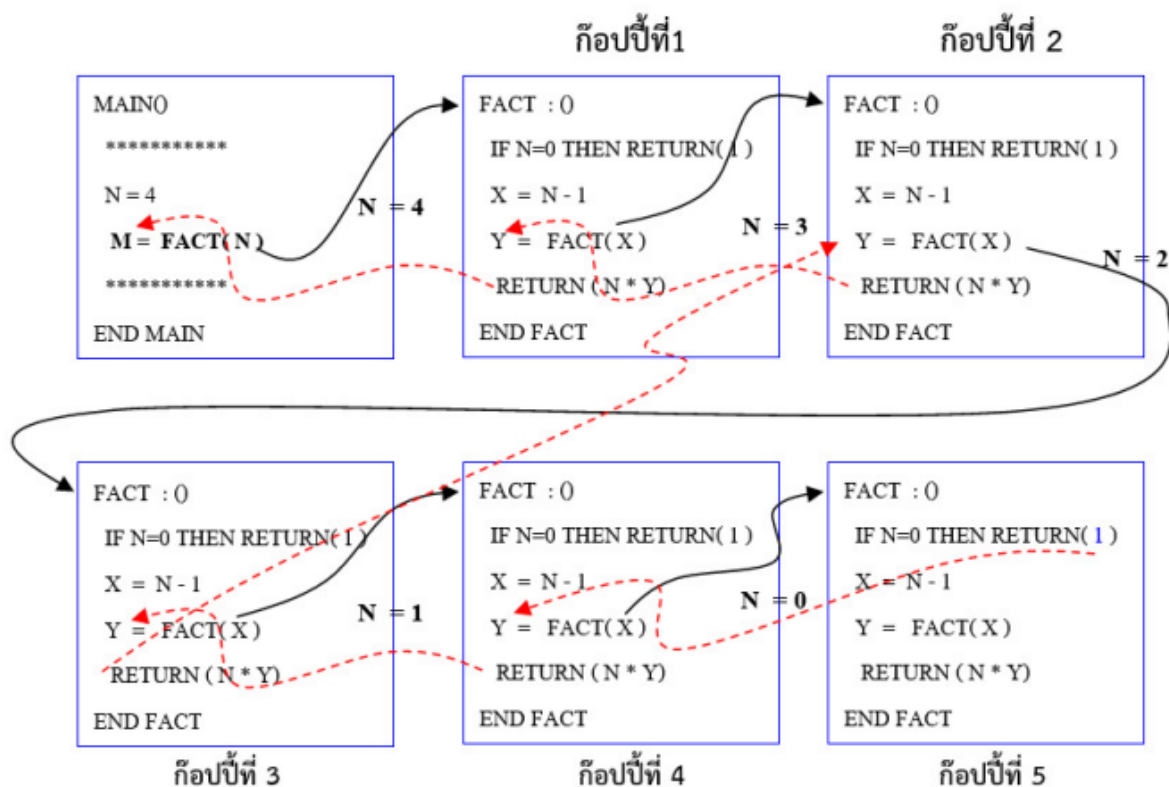 ก๊อปปี้ที่1
ก๊อปปี้ที่ 2
MAIN()
***********
N = 4
M = FACT( N )
***********
END MAIN
N = 4
FACT : ()
IF N=0 THEN RETURN( 1 )
X = N - 1
Y = FACT( X )
RETURN ( N * Y)
END FACT
N = 3
FACT : ()
IF N=0 THEN RETURN( 1 )
X = N - 1
Y = FACT( X )
RETURN ( N * Y)
END FACT
N = 2
FACT : ()
IF N=0 THEN RETURN( 1 )
X = N - 1
Y = FACT( X )
RETURN ( N * Y)
END FACT
N = 1
FACT : ()
IF N=0 THEN RETURN( 1 )
X = N - 1
Y = FACT( X )
RETURN ( N * Y)
END FACT
N = 0
FACT : ()
IF N=0 THEN RETURN( 1 )
X = N - 1
Y = FACT( X )
RETURN ( N * Y)
END FACT
ก๊อปปี้ที่ 3
ก๊อปปี้ที่ 4
ก๊อปปี้ที่ 5